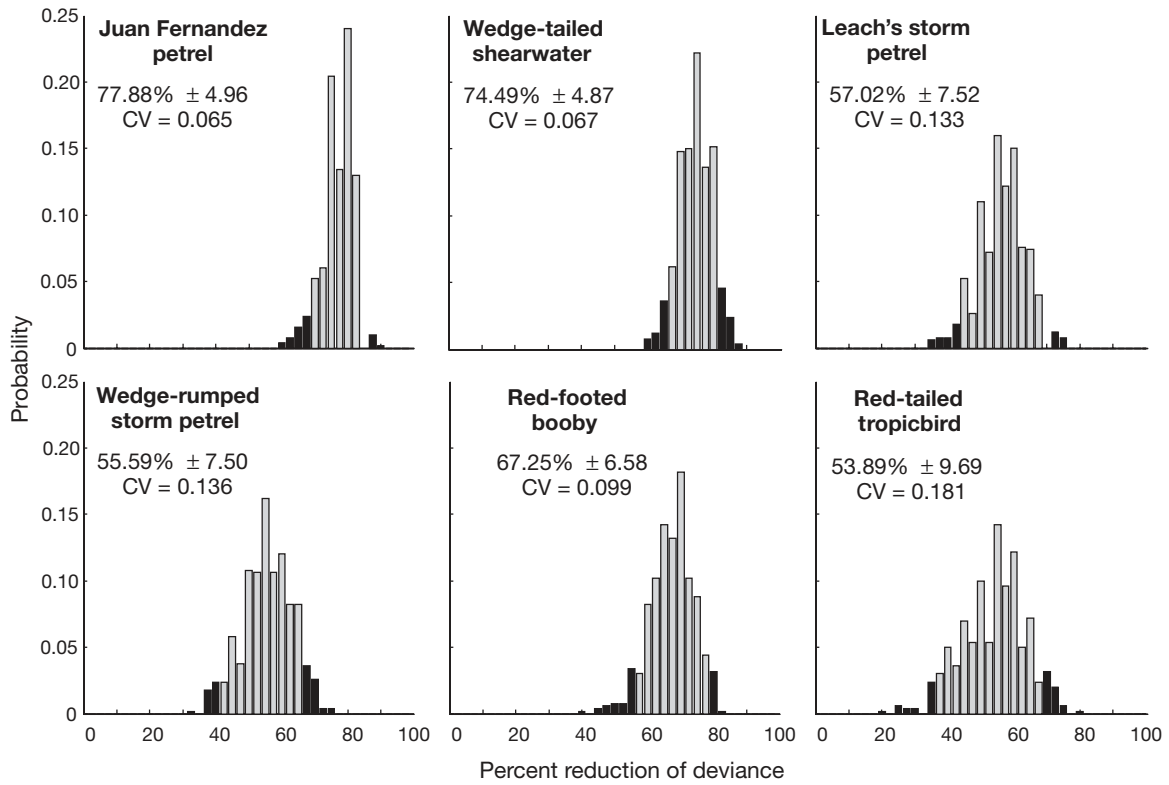 Juan Fernandez
petrel
77.88% ± 4.96
CV = 0.065
Wedge-tailed
shearwater
74.49% ± 4.87
CV = 0.067
Leach's storm
petrel
57.02% ± 7.52
CV = 0.133
0.25
0.20
0.15
0.10
0.05
0
Probability
Wedge-rumped
storm petrel
55.59% ± 7.50
CV = 0.136
Red-footed
booby
67.25% ± 6.58
CV = 0.099
Red-tailed
tropicbird
53.89% ± 9.69
CV = 0.181
0.25
0.20
0.15
0.10
0.05
0
0 20 40 60 80 100
0 20 40 60 80 100
0 20 40 60 80 100
Percent reduction of deviance